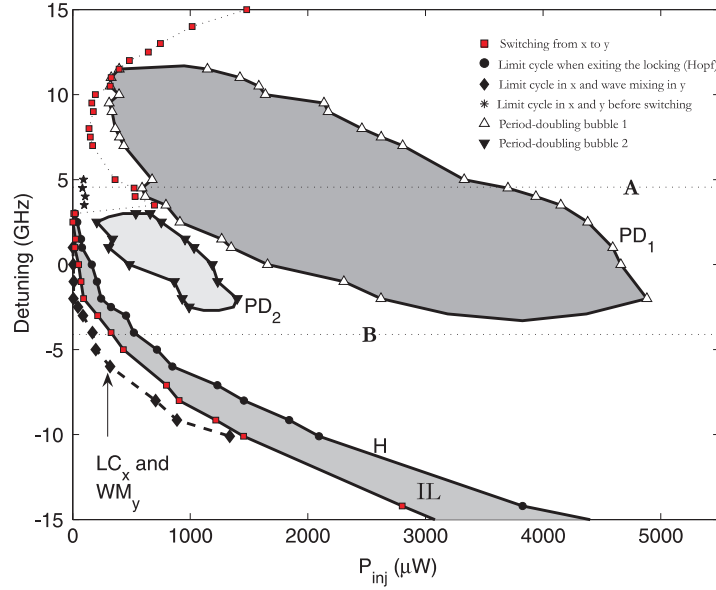 15
10
5
0
-5
-10
-15
Detuning (GHz)
Switching from x to y
Limit cycle when exiting the locking (Hopf)
Limit cycle in x and wave mixing in y
Limit cycle in x and y before switching
Period-doubling bubble 1
Period-doubling bubble 2
A
PD1
PD2
B
H
IL
LCx and
WMy
0
1000
2000
3000
4000
5000
Pinj (μW)